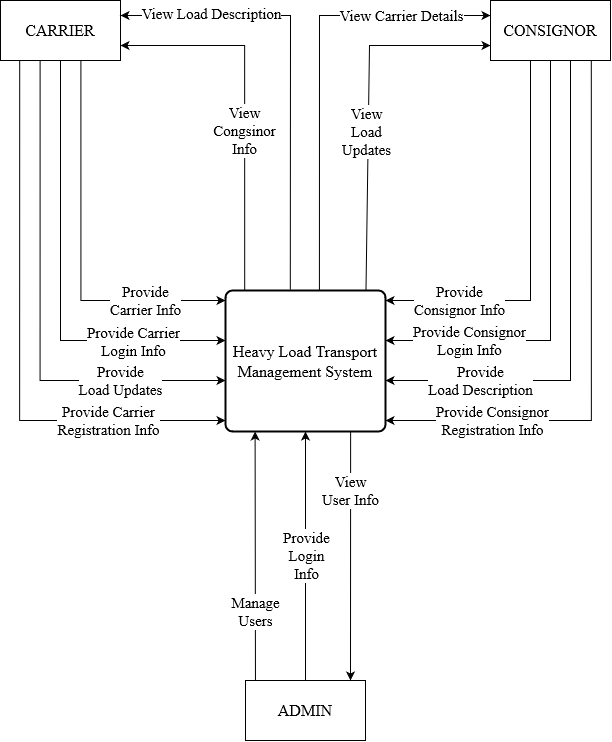 CARRIER
View Load Description
View Carrier Details
CONSIGNOR
View
Congsinor
Info
View
Load
Updates
Provide
Carrier Info
Provide Carrier
Login Info
Provide
Load Updates
Provide Carrier
Registration Info
Heavy Load Transport
Management System
Provide
Consignor Info
Provide Consignor
Login Info
Provide
Load Description
Provide Consignor
Registration Info
View
User Info
Provide
Login
Info
Manage
Users
ADMIN